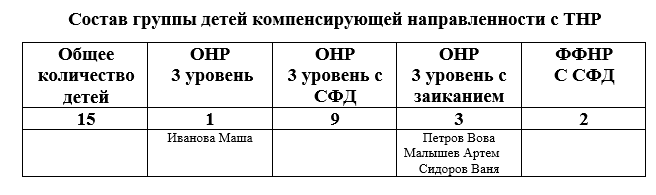 Состав группы детей компенсирующей направленности с ТНР
Общее количество детей
ОНР 3 уровень
ОНР 3 уровень с СФД
ОНР 3 уровень с заиканием
ФФНР С СФД
15 1 9 3 2
Иванова Маша
Петров Вова
Малышев Артем
Сидоров Ваня